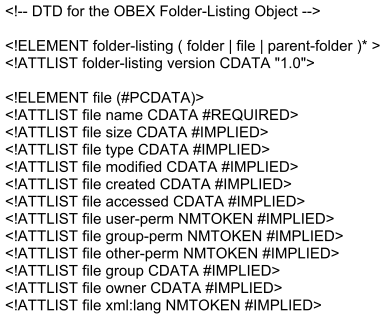 <!-- DTD for the OBEX Folder-Listing Object -->
<!ELEMENT folder-listing ( folder | file | parent-folder )* >
<!ATTLIST folder-listing version CDATA "1.0">
<!ELEMENT file (#PCDATA)>
<!ATTLIST file name CDATA #REQUIRED>
<!ATTLIST file size CDATA #IMPLIED>
<!ATTLIST file type CDATA #IMPLIED>
<!ATTLIST file modified CDATA #IMPLIED>
<!ATTLIST file created CDATA #IMPLIED>
<!ATTLIST file accessed CDATA #IMPLIED>
<!ATTLIST file user-perm NMTOKEN #IMPLIED>
<!ATTLIST file group-perm NMTOKEN #IMPLIED>
<!ATTLIST file other-perm NMTOKEN #IMPLIED>
<!ATTLIST file group CDATA #IMPLIED>
<!ATTLIST file owner CDATA #IMPLIED>
<!ATTLIST file xml:lang NMTOKEN #IMPLIED>